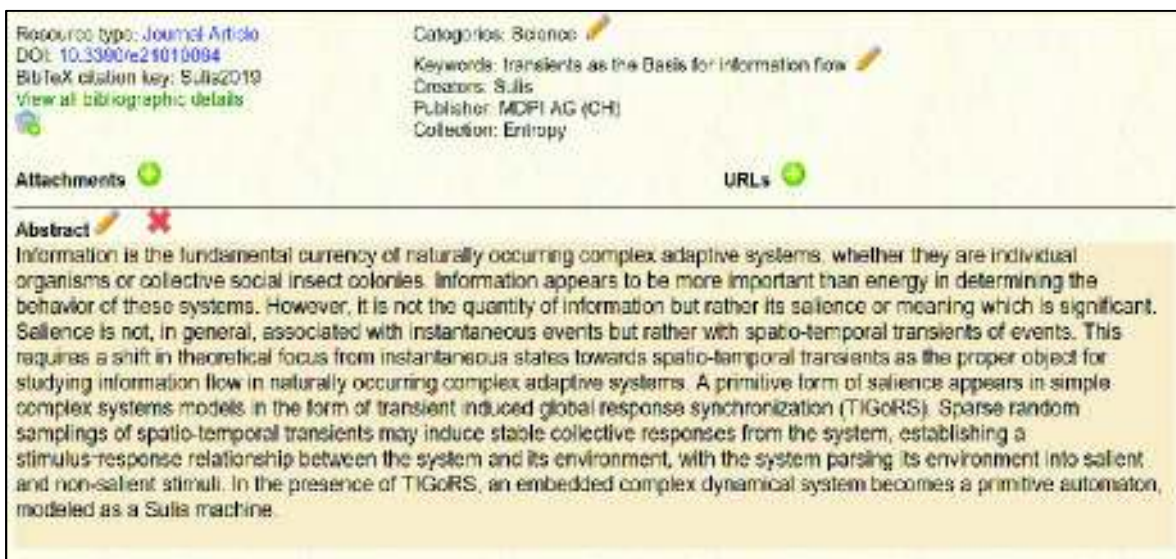 Resource type: Journal Article
DOI: 10.3390/e21010094
BibTeX citation key: Sulis2019
View all bibliographic details
Categories: Science
Keywords: transients as the Basis for information flow
Creators: Sulis
Publisher: MDPI AG (CH)
Collection: Entropy
Attachments
URLs
Abstract
Information is the fundamental currency of naturally occurring complex adaptive systems, whether they are individual
organisms or collective social insect colonies. Information appears to be more important than energy in determining the
behavior of these systems. However, it is not the quantity of information but rather its salience or meaning which is significant.
Salience is not, in general, associated with instantaneous events but rather with spatio-temporal transients of events. This
requires a shift in theoretical focus from instantaneous states towards spatio-temporal transients as the proper object for
studying information flow in naturally occurring complex adaptive systems. A primitive form of salience appears in simple
complex systems models in the form of transient induced global response synchronization (TIGoRS). Sparse random
samplings of spatio-temporal transients may induce stable collective responses from the system, establishing a
stimulus-response relationship between the system and its environment, with the system parsing its environment into salient
and non-salient stimuli. In the presence of TIGoRS, an embedded complex dynamical system becomes a primitive automaton,
modeled as a Sulis machine.